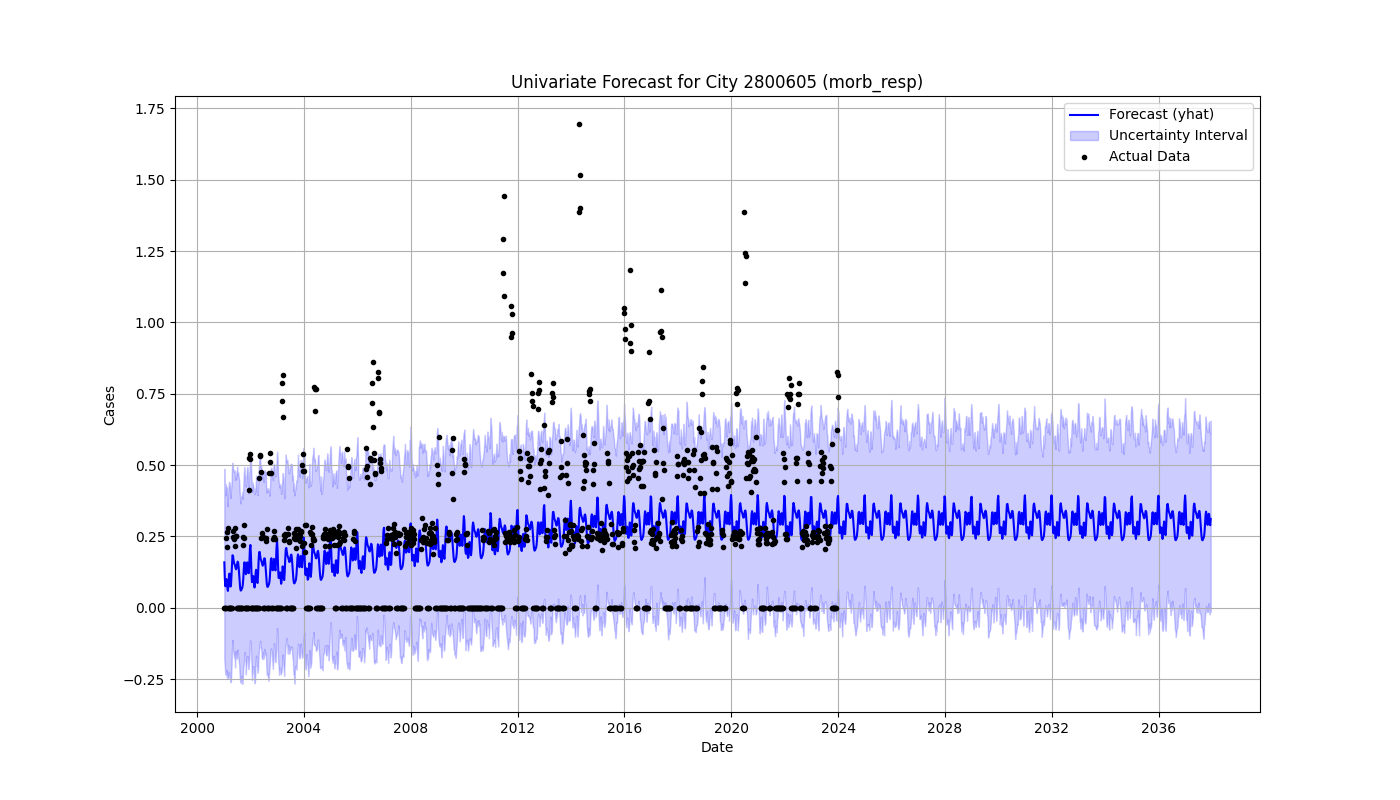 Univariate Forecast for City 2800605 (morb_resp)
Forecast (yhat)
Uncertainty Interval
Actual Data
Cases
1.75
1.50
1.25
1.00
0.75
0.50
0.25
0.00
−0.25
2000 2004 2008 2012 2016 2020 2024 2028 2032 2036
Date